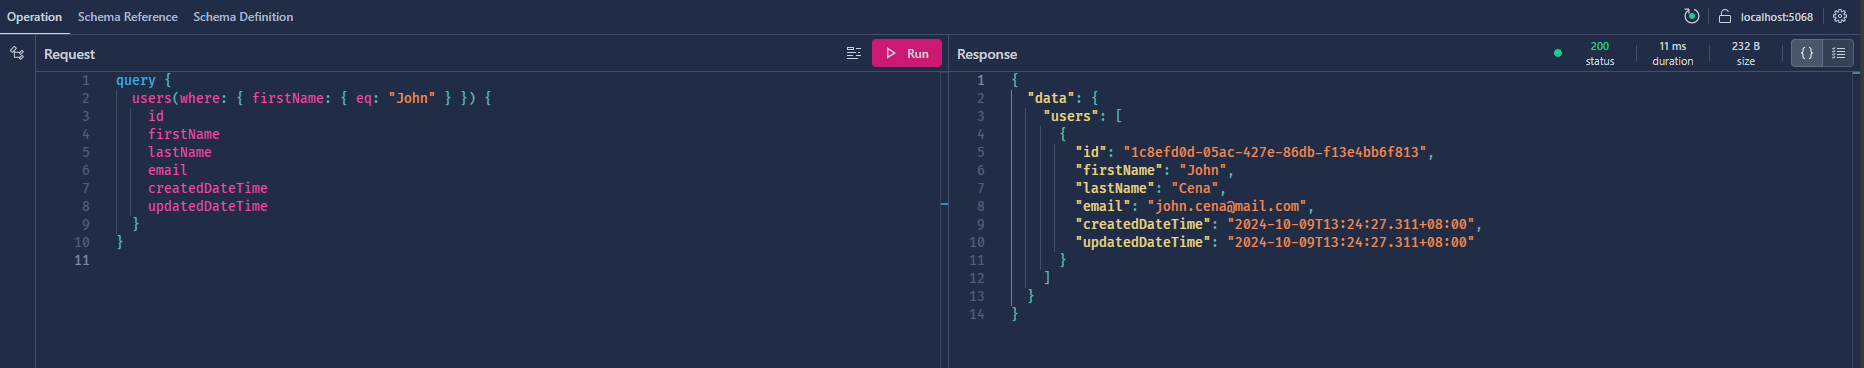 Operation Schema Reference Schema Definition localhost:5068
Request Run
1 query {
2 users(where: { firstName: { eq: "John" } }) {
3 id
4 firstName
5 lastName
6 email
7 createdDateTime
8 updatedDateTime
9 }
10 }
11
Response 200 status 11 ms duration 232 B size { }
1 {
2 "data": {
3 "users": [
4 {
5 "id": "1c8efd0d-05ac-427e-86db-f13e4bb6f813",
6 "firstName": "John",
7 "lastName": "Cena",
8 "email": "john.cena@mail.com",
9 "createdDateTime": "2024-10-09T13:24:27.311+08:00",
10 "updatedDateTime": "2024-10-09T13:24:27.311+08:00"
11 }
12 ]
13 }
14 }